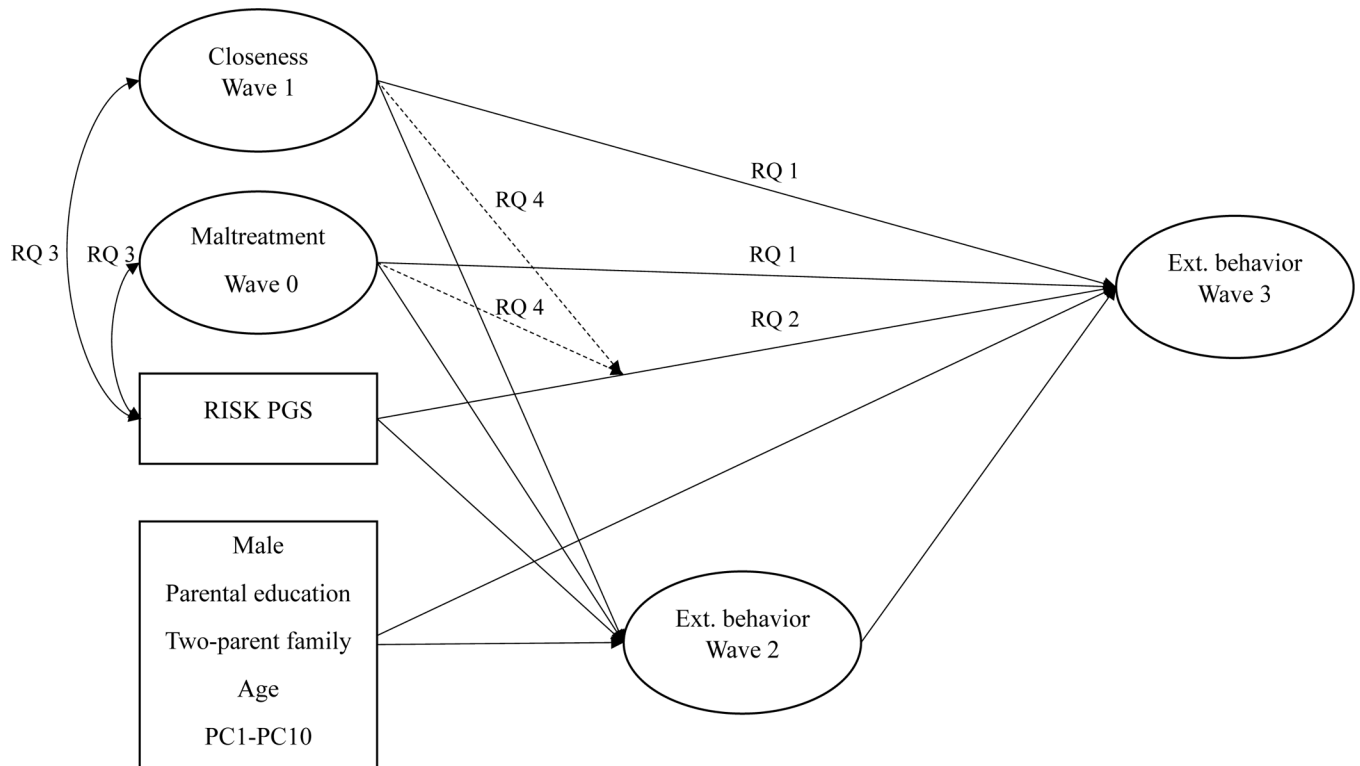 Closeness
Wave 1
RQ 1
RQ 4
Maltreatment
Wave 0
RQ 3
RQ 3
RQ 1
RQ 4
RQ 2
Ext. behavior
Wave 3
RISK PGS
Male
Parental education
Two-parent family
Age
PC1-PC10
Ext. behavior
Wave 2